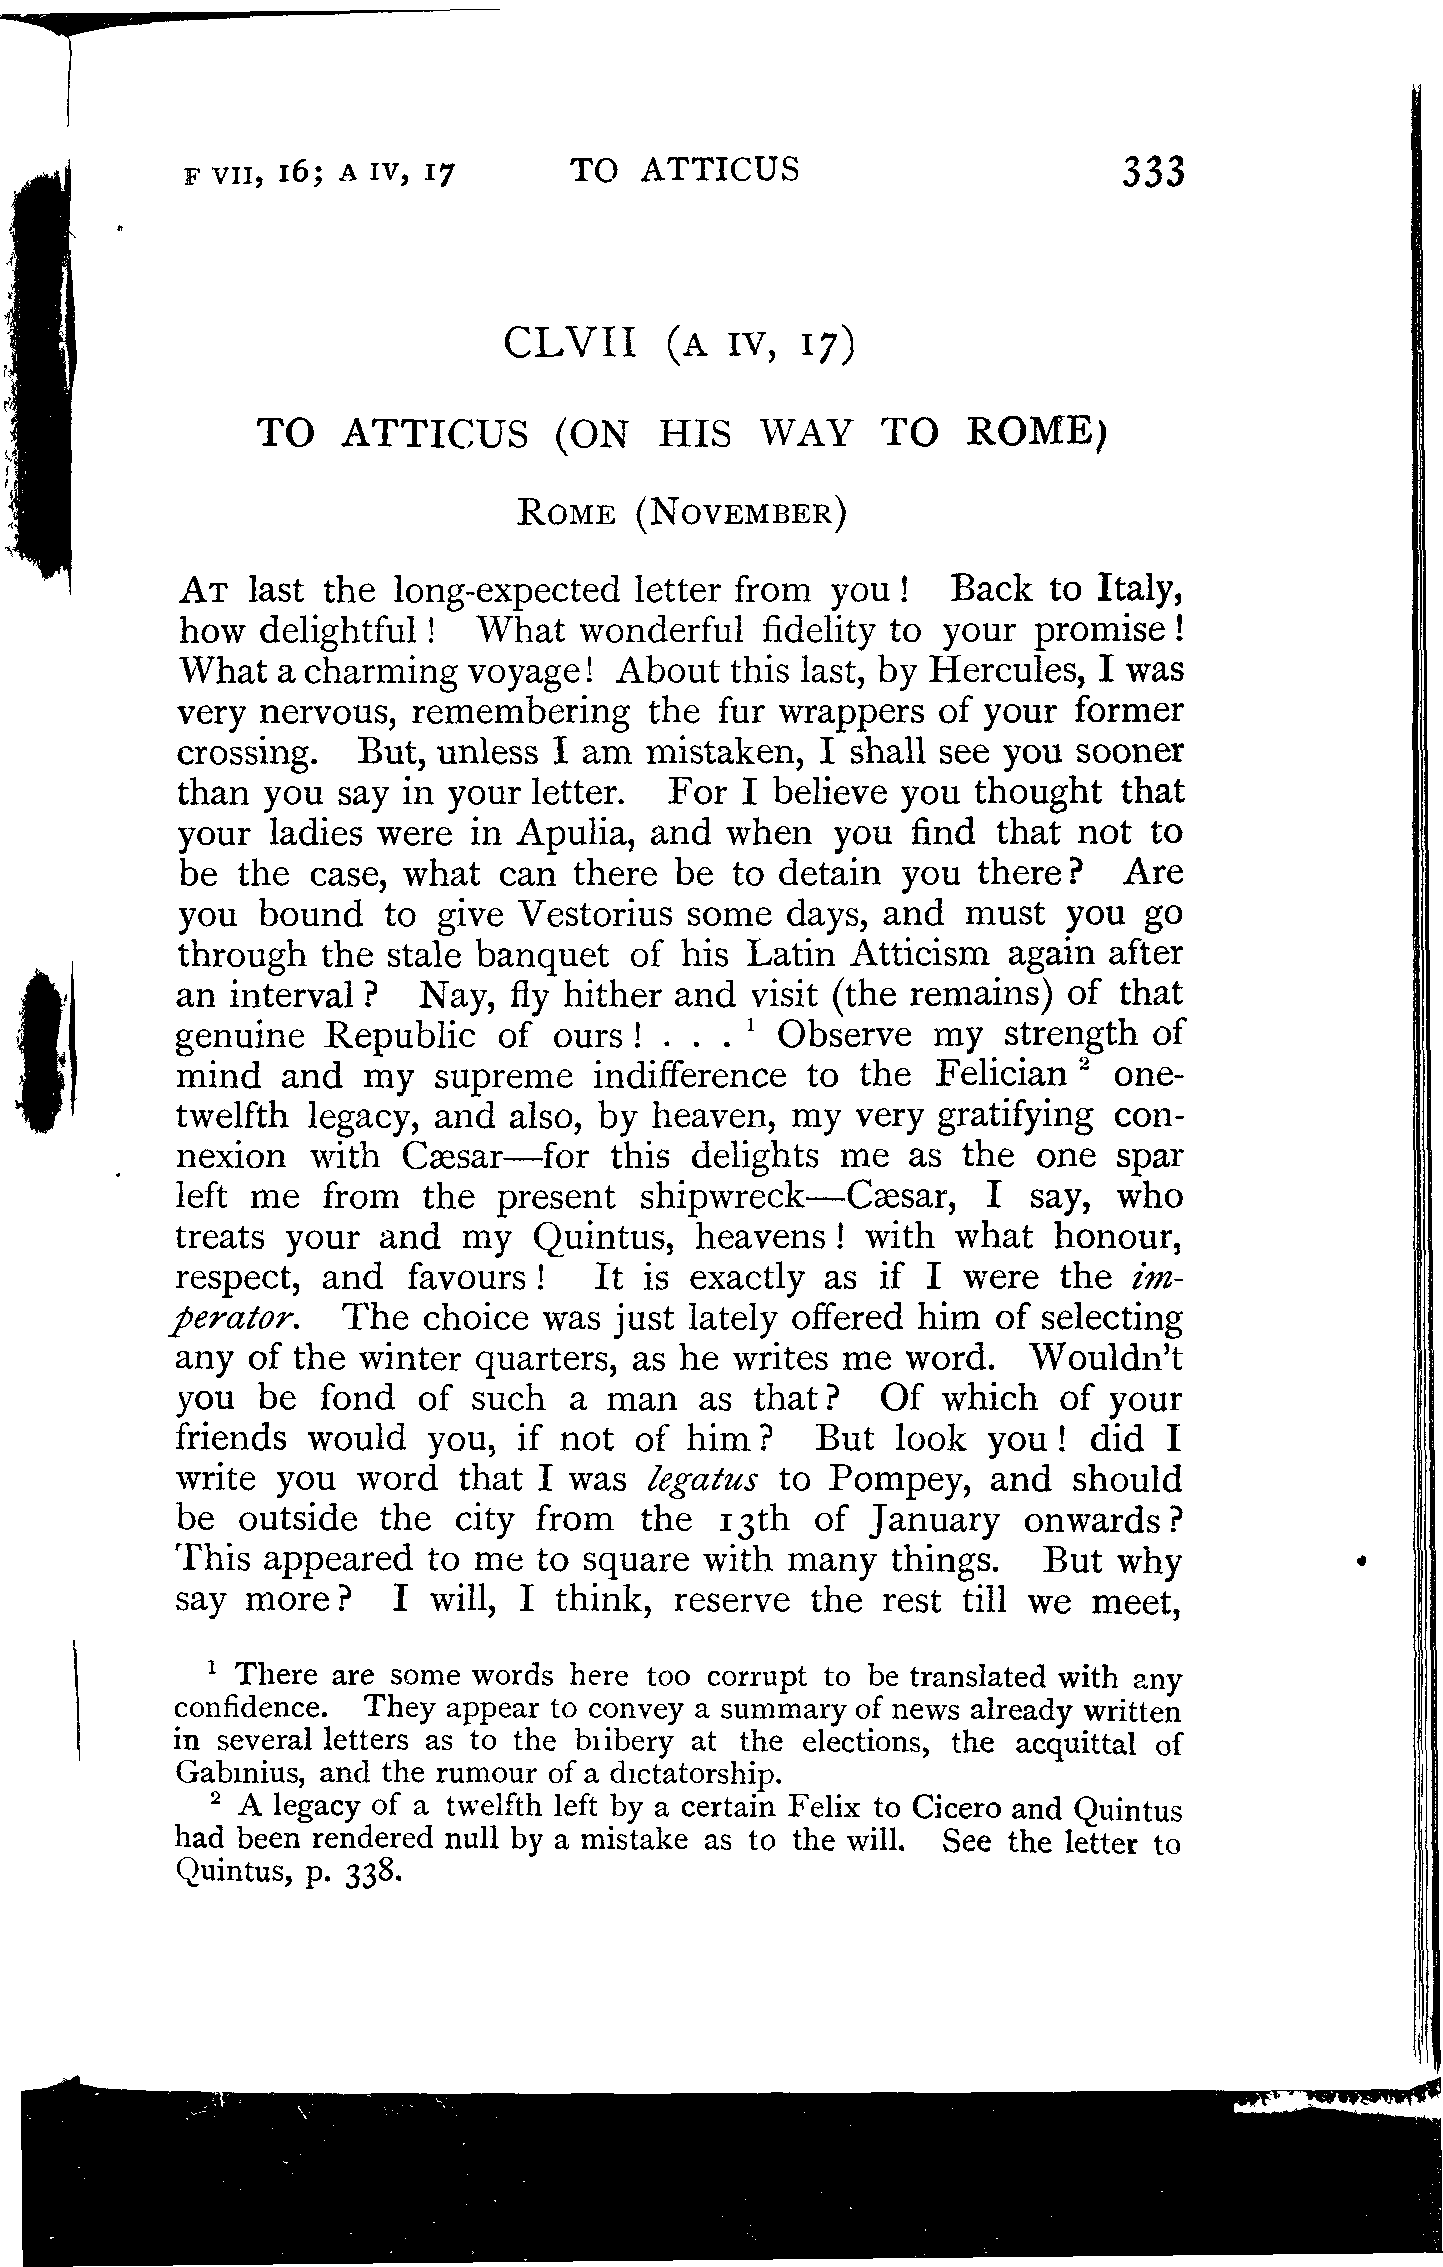 F VII, 16; A IV, 17 TO ATTICUS 333
CLVII (A IV, 17)
TO ATTICUS (ON HIS WAY TO ROME)
ROME (NOVEMBER)
AT last the long-expected letter from you! Back to Italy,
how delightful! What wonderful fidelity to your promise!
What a charming voyage! About this last, by Hercules, I was
very nervous, remembering the fur wrappers of your former
crossing. But, unless I am mistaken, I shall see you sooner
than you say in your letter. For I believe you thought that
your ladies were in Apulia, and when you find that not to
be the case, what can there be to detain you there? Are
you bound to give Vestorius some days, and must you go
through the stale banquet of his Latin Atticism again after
an interval? Nay, fly hither and visit (the remains) of that
genuine Republic of ours! . . . ¹ Observe my strength of
mind and my supreme indifference to the Felician ² one-
twelfth legacy, and also, by heaven, my very gratifying con-
nexion with Cæsar—for this delights me as the one spar
left me from the present shipwreck—Cæsar, I say, who
treats your and my Quintus, heavens! with what honour,
respect, and favours! It is exactly as if I were the im-
perator. The choice was just lately offered him of selecting
any of the winter quarters, as he writes me word. Wouldn't
you be fond of such a man as that? Of which of your
friends would you, if not of him? But look you! did I
write you word that I was legatus to Pompey, and should
be outside the city from the 13th of January onwards?
This appeared to me to square with many things. But why
say more? I will, I think, reserve the rest till we meet,
¹ There are some words here too corrupt to be translated with any
confidence. They appear to convey a summary of news already written
in several letters as to the bribery at the elections, the acquittal of
Gabinius, and the rumour of a dictatorship.
² A legacy of a twelfth left by a certain Felix to Cicero and Quintus
had been rendered null by a mistake as to the will. See the letter to
Quintus, p. 338.